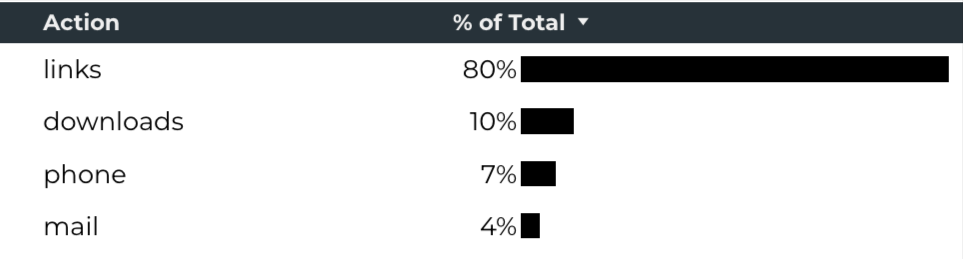 Action % of Total ▼
links 80%
downloads 10%
phone 7%
mail 4%